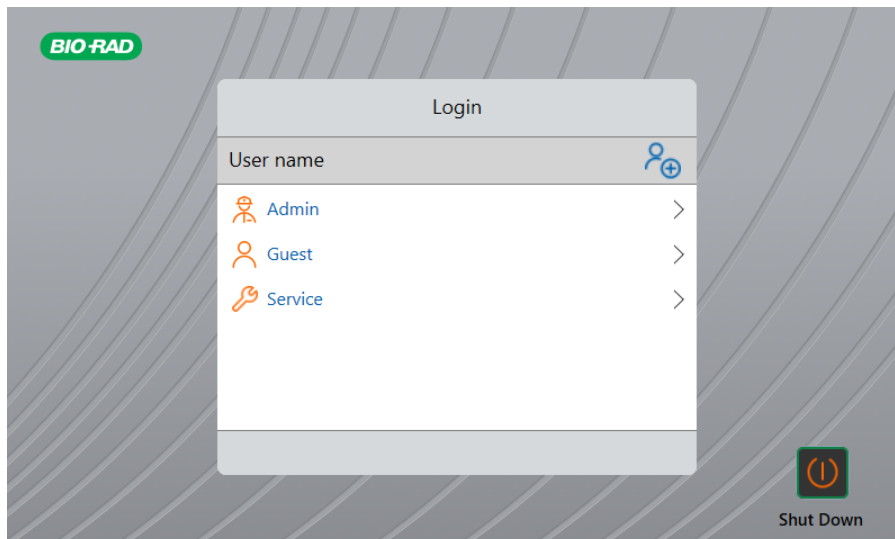 BIO-RAD
Login
User name
Admin
Guest
Service
Shut Down